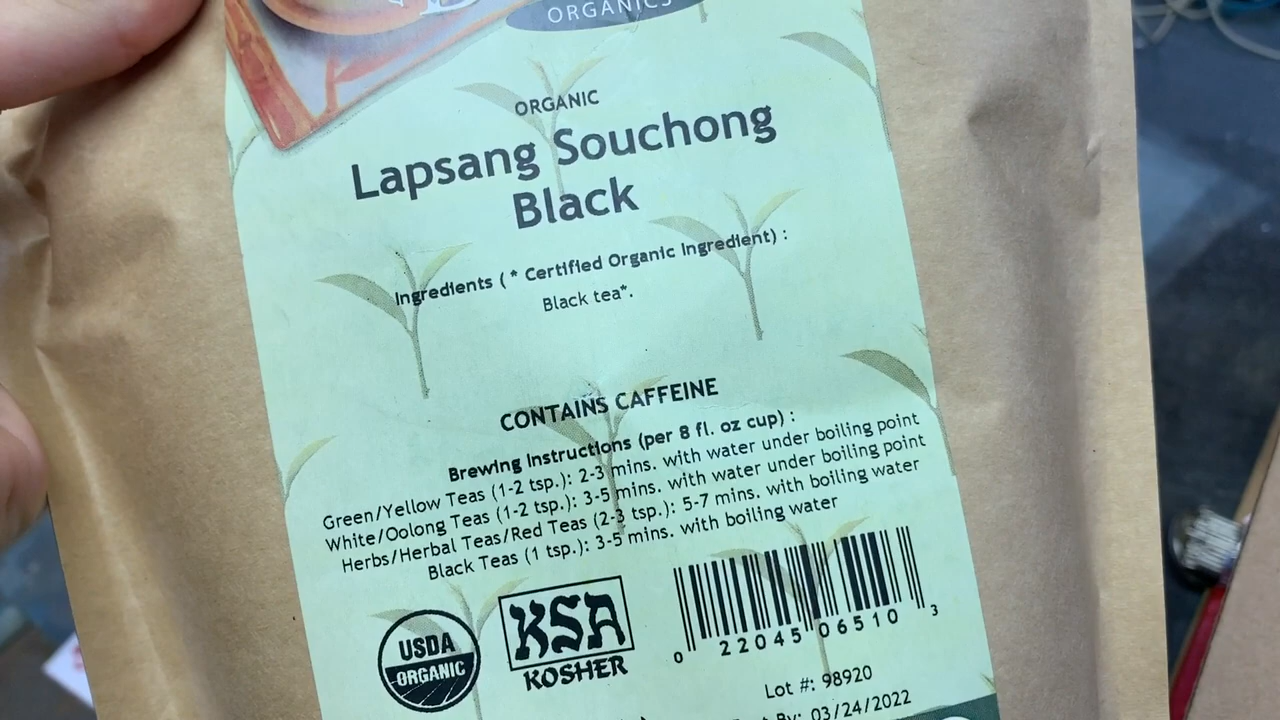 ORGANICS
ORGANIC
Lapsang Souchong
Black
Ingredients ( * Certified Organic Ingredient) :
Black tea*.
CONTAINS CAFFEINE
Brewing Instructions (per 8 fl. oz cup) :
Green/Yellow Teas (1-2 tsp.): 2-3 mins. with water under boiling point
White/Oolong Teas (1-2 tsp.): 3-5 mins. with water under boiling point
Herbs/Herbal Teas/Red Teas (2-3 tsp.): 5-7 mins. with boiling water
Black Teas (1 tsp.): 3-5 mins. with boiling water
USDA
ORGANIC
KSA
KOSHER
0 22045 06510 3
Lot #: 98920
By: 03/24/2022